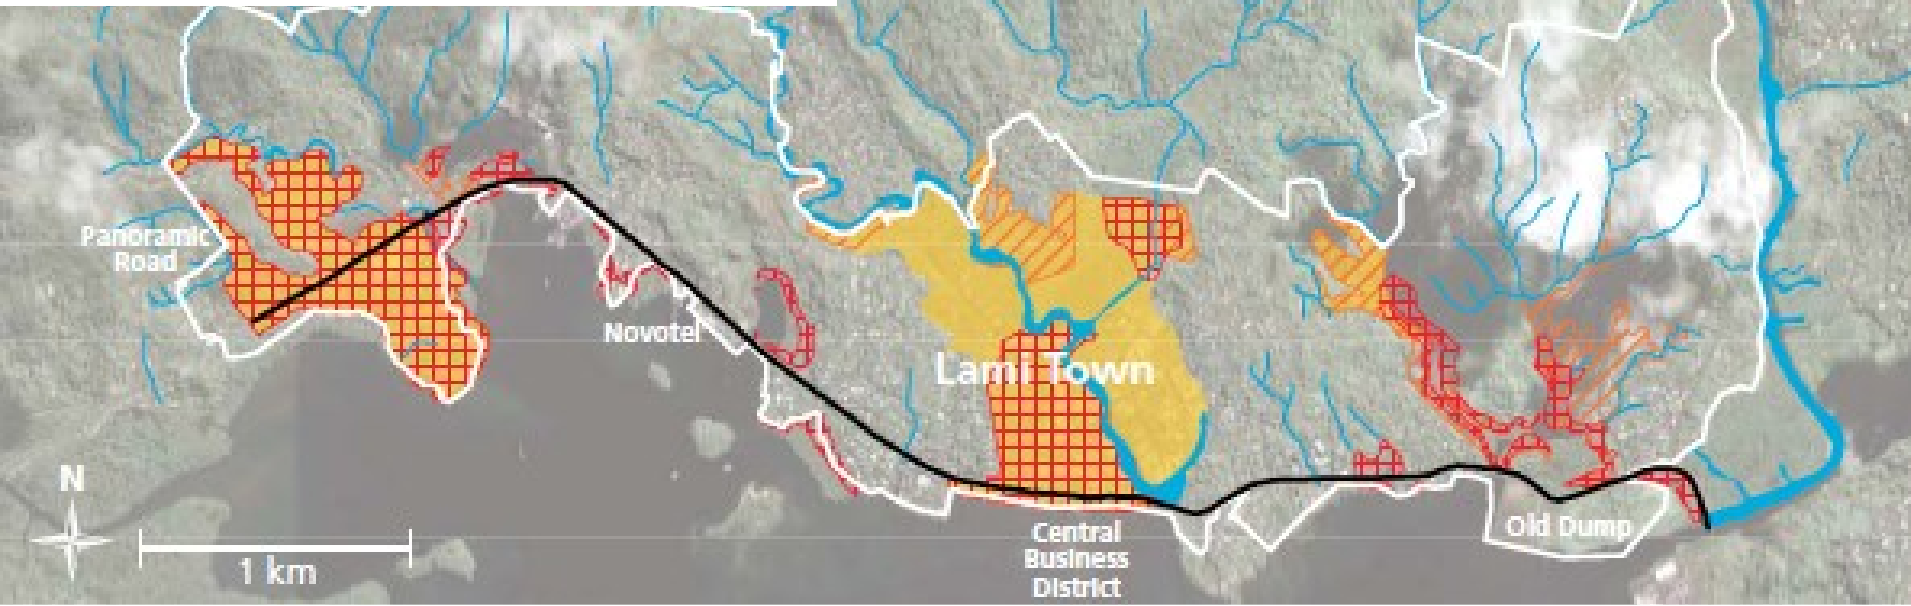 Panoramic
Road
Novotel
Lami Town
N
1 km
Central
Business
District
Old Dump